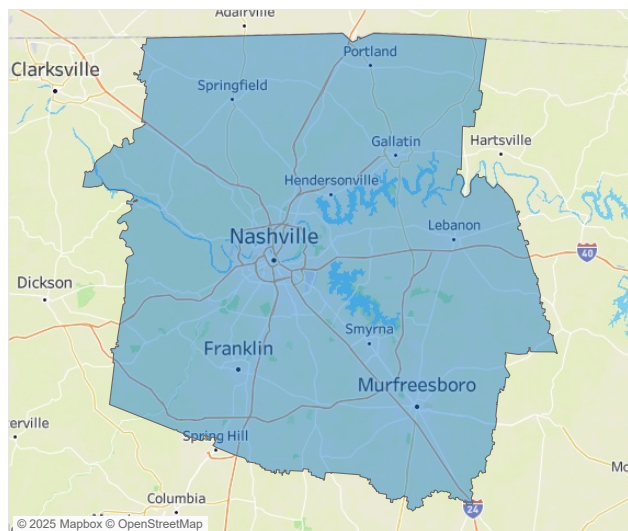 Adairville
Portland
Clarksville
Springfield
Gallatin
Hartsville
Hendersonville
Lebanon
Nashville
40
Dickson
Smyrna
Franklin
Murfreesboro
erville
Spring Hill
Mo
Columbia
24
© 2025 Mapbox © OpenStreetMap